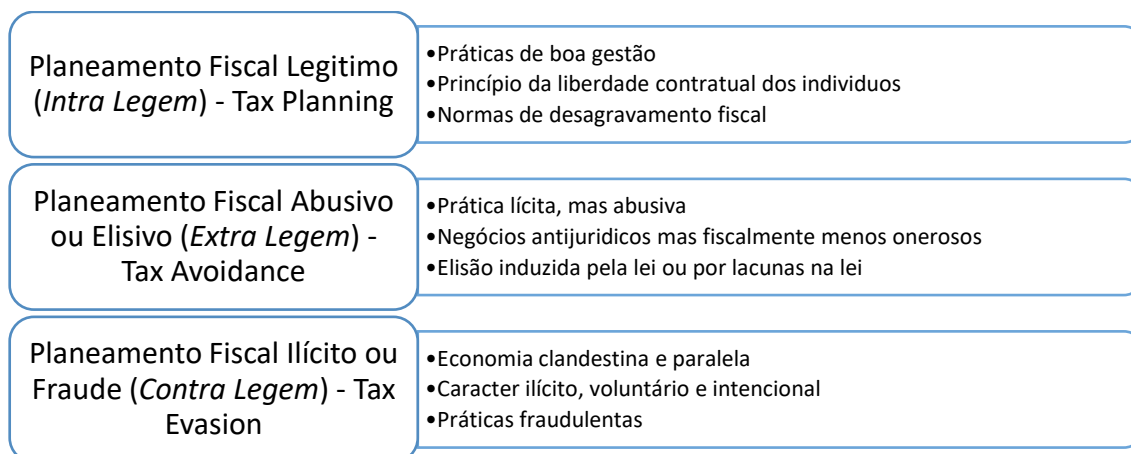 Planeamento Fiscal Legitimo
(Intra Legem) - Tax Planning
•Práticas de boa gestão
•Princípio da liberdade contratual dos individuos
•Normas de desagravamento fiscal
Planeamento Fiscal Abusivo
ou Elisivo (Extra Legem) -
Tax Avoidance
•Prática lícita, mas abusiva
•Negócios antijuridicos mas fiscalmente menos onerosos
•Elisão induzida pela lei ou por lacunas na lei
Planeamento Fiscal Ilícito ou
Fraude (Contra Legem) - Tax
Evasion
•Economia clandestina e paralela
•Caracter ilícito, voluntário e intencional
•Práticas fraudulentas